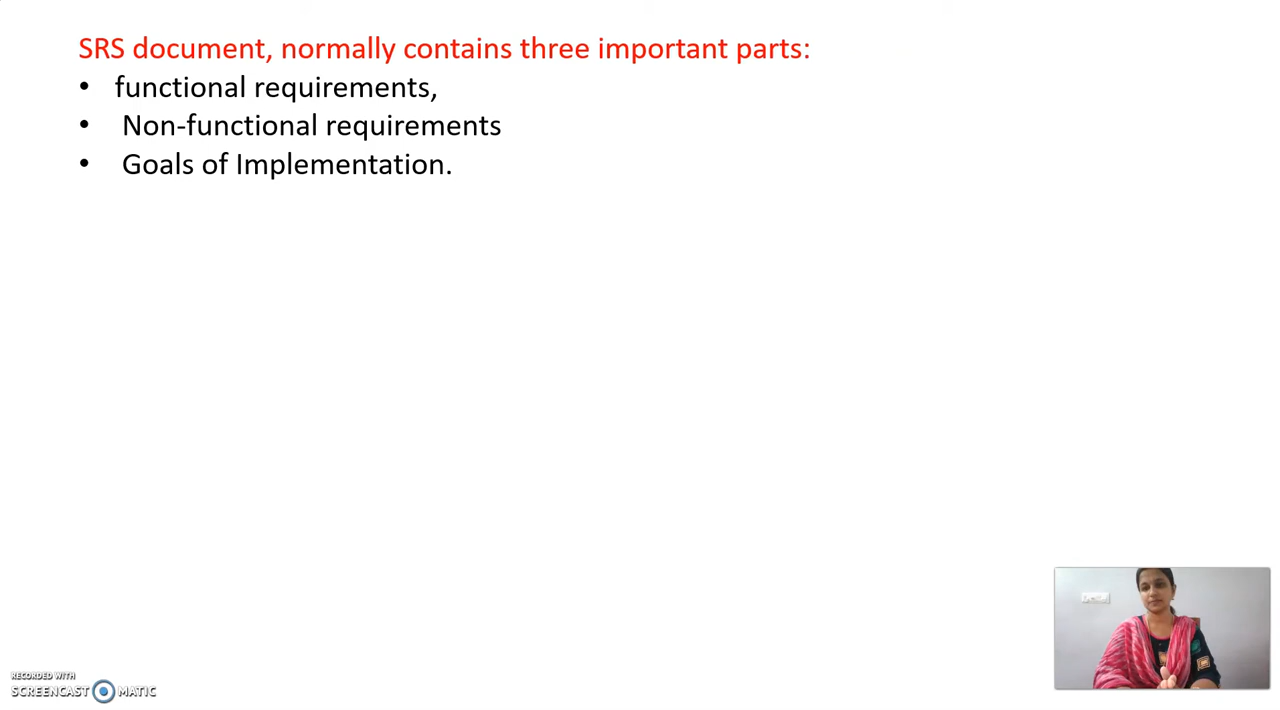 SRS document, normally contains three important parts:
• functional requirements,
• Non-functional requirements
• Goals of Implementation.
RECORDED WITH
SCREENCAST MATIC